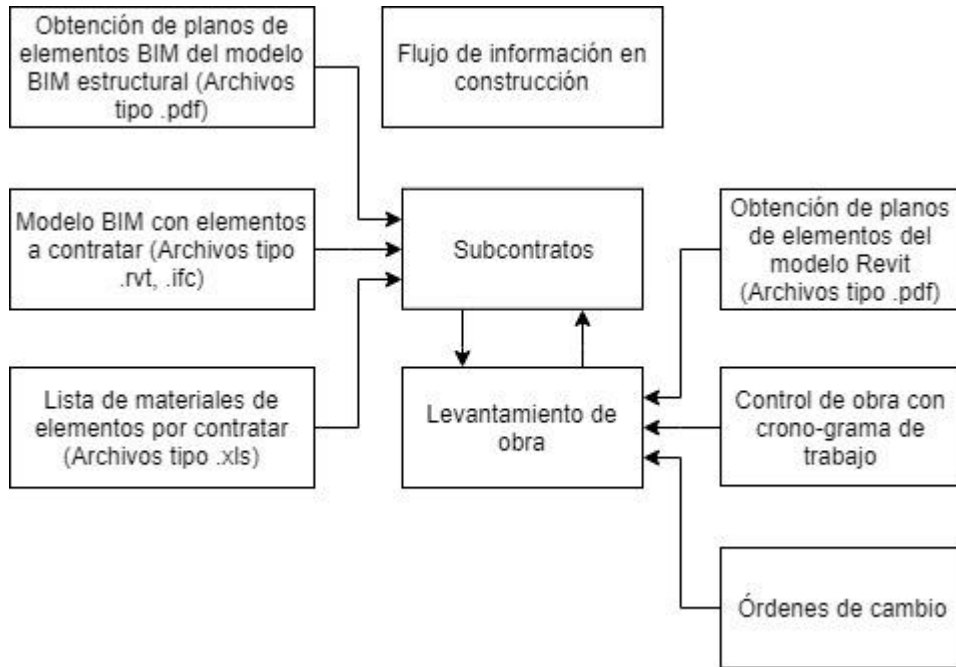 Obtención de planos de
elementos BIM del modelo
BIM estructural (Archivos
tipo .pdf)
Flujo de información en
construcción
Modelo BIM con elementos
a contratar (Archivos tipo
.rvt, .ifc)
Subcontratos
Obtención de planos
de elementos del
modelo Revit
(Archivos tipo .pdf)
Lista de materiales de
elementos por contratar
(Archivos tipo .xls)
Levantamiento de
obra
Control de obra con
crono-grama de
trabajo
Órdenes de cambio